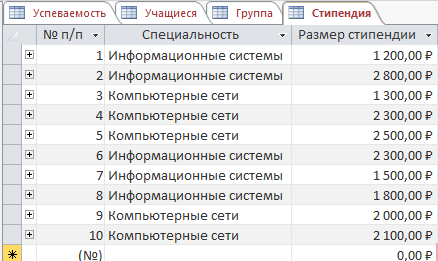 Успеваемость Учащиеся Группа Стипендия
№ п/п Специальность Размер стипендии
1 Информационные системы 1 200,00 ₽
2 Информационные системы 2 800,00 ₽
3 Компьютерные сети 1 300,00 ₽
4 Компьютерные сети 2 300,00 ₽
5 Компьютерные сети 2 500,00 ₽
6 Информационные системы 2 300,00 ₽
7 Информационные системы 1 500,00 ₽
8 Информационные системы 1 800,00 ₽
9 Компьютерные сети 2 000,00 ₽
10 Компьютерные сети 2 100,00 ₽
(№) 0,00 ₽